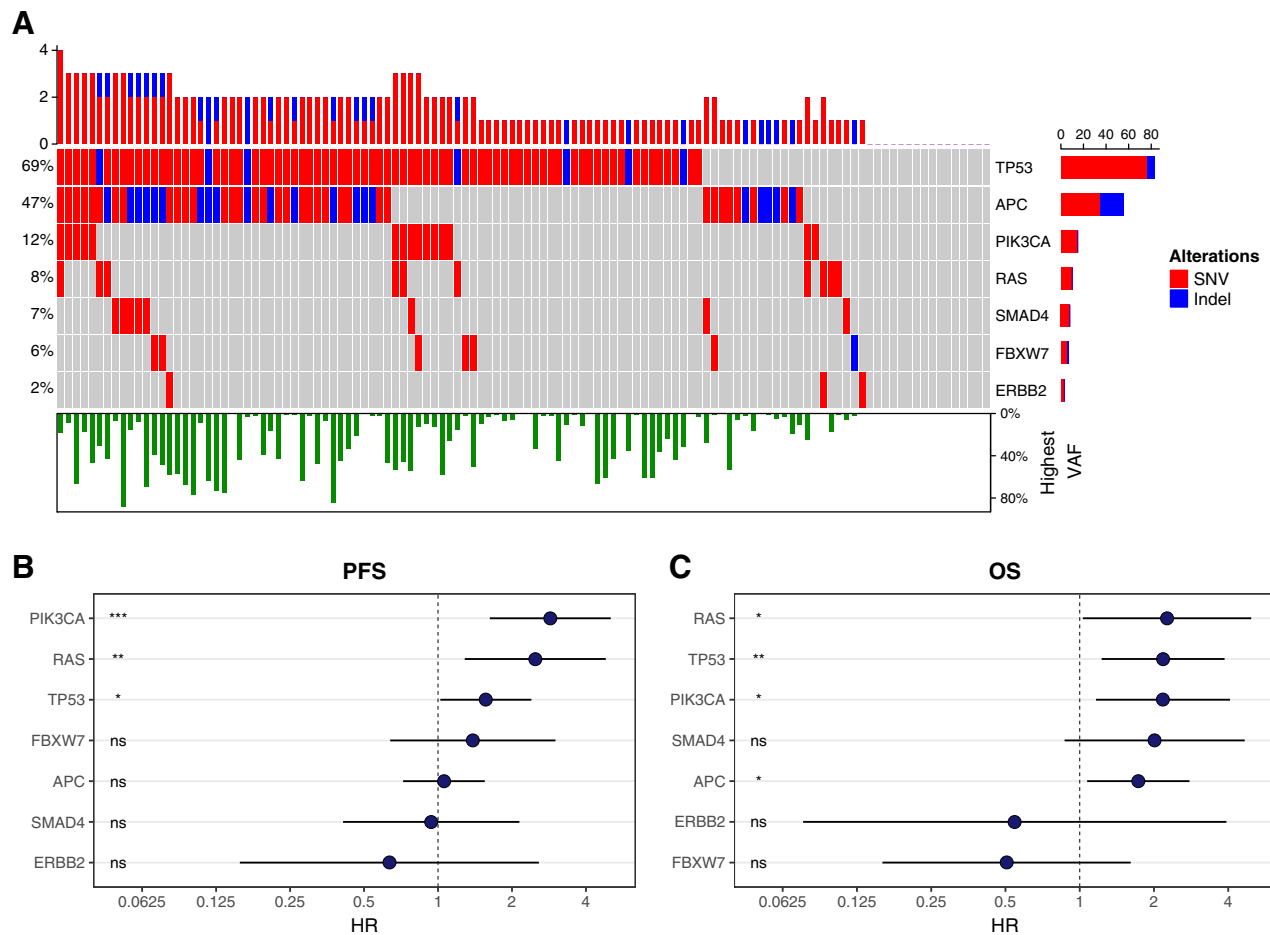 A
4
2
0
0 20 40 60 80
69% TP53
47% APC
12% PIK3CA
8% RAS
7% SMAD4
6% FBXW7
2% ERBB2
Alterations
SNV
Indel
0%
40%
80%
Highest
VAF
B
PFS
PIK3CA ***
RAS **
TP53 *
FBXW7 ns
APC ns
SMAD4 ns
ERBB2 ns
0.0625 0.125 0.25 0.5 1 2 4
HR
C
OS
RAS *
TP53 **
PIK3CA *
SMAD4 ns
APC *
ERBB2 ns
FBXW7 ns
0.0625 0.125 0.25 0.5 1 2 4
HR